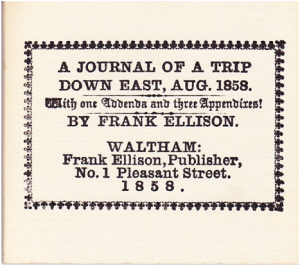 A JOURNAL OF A TRIP
DOWN EAST, AUG. 1858.
With one Addenda and three Appendixes!
BY FRANK ELLISON.
WALTHAM:
Frank Ellison, Publisher,
No. 1 Pleasant Street.
1858.